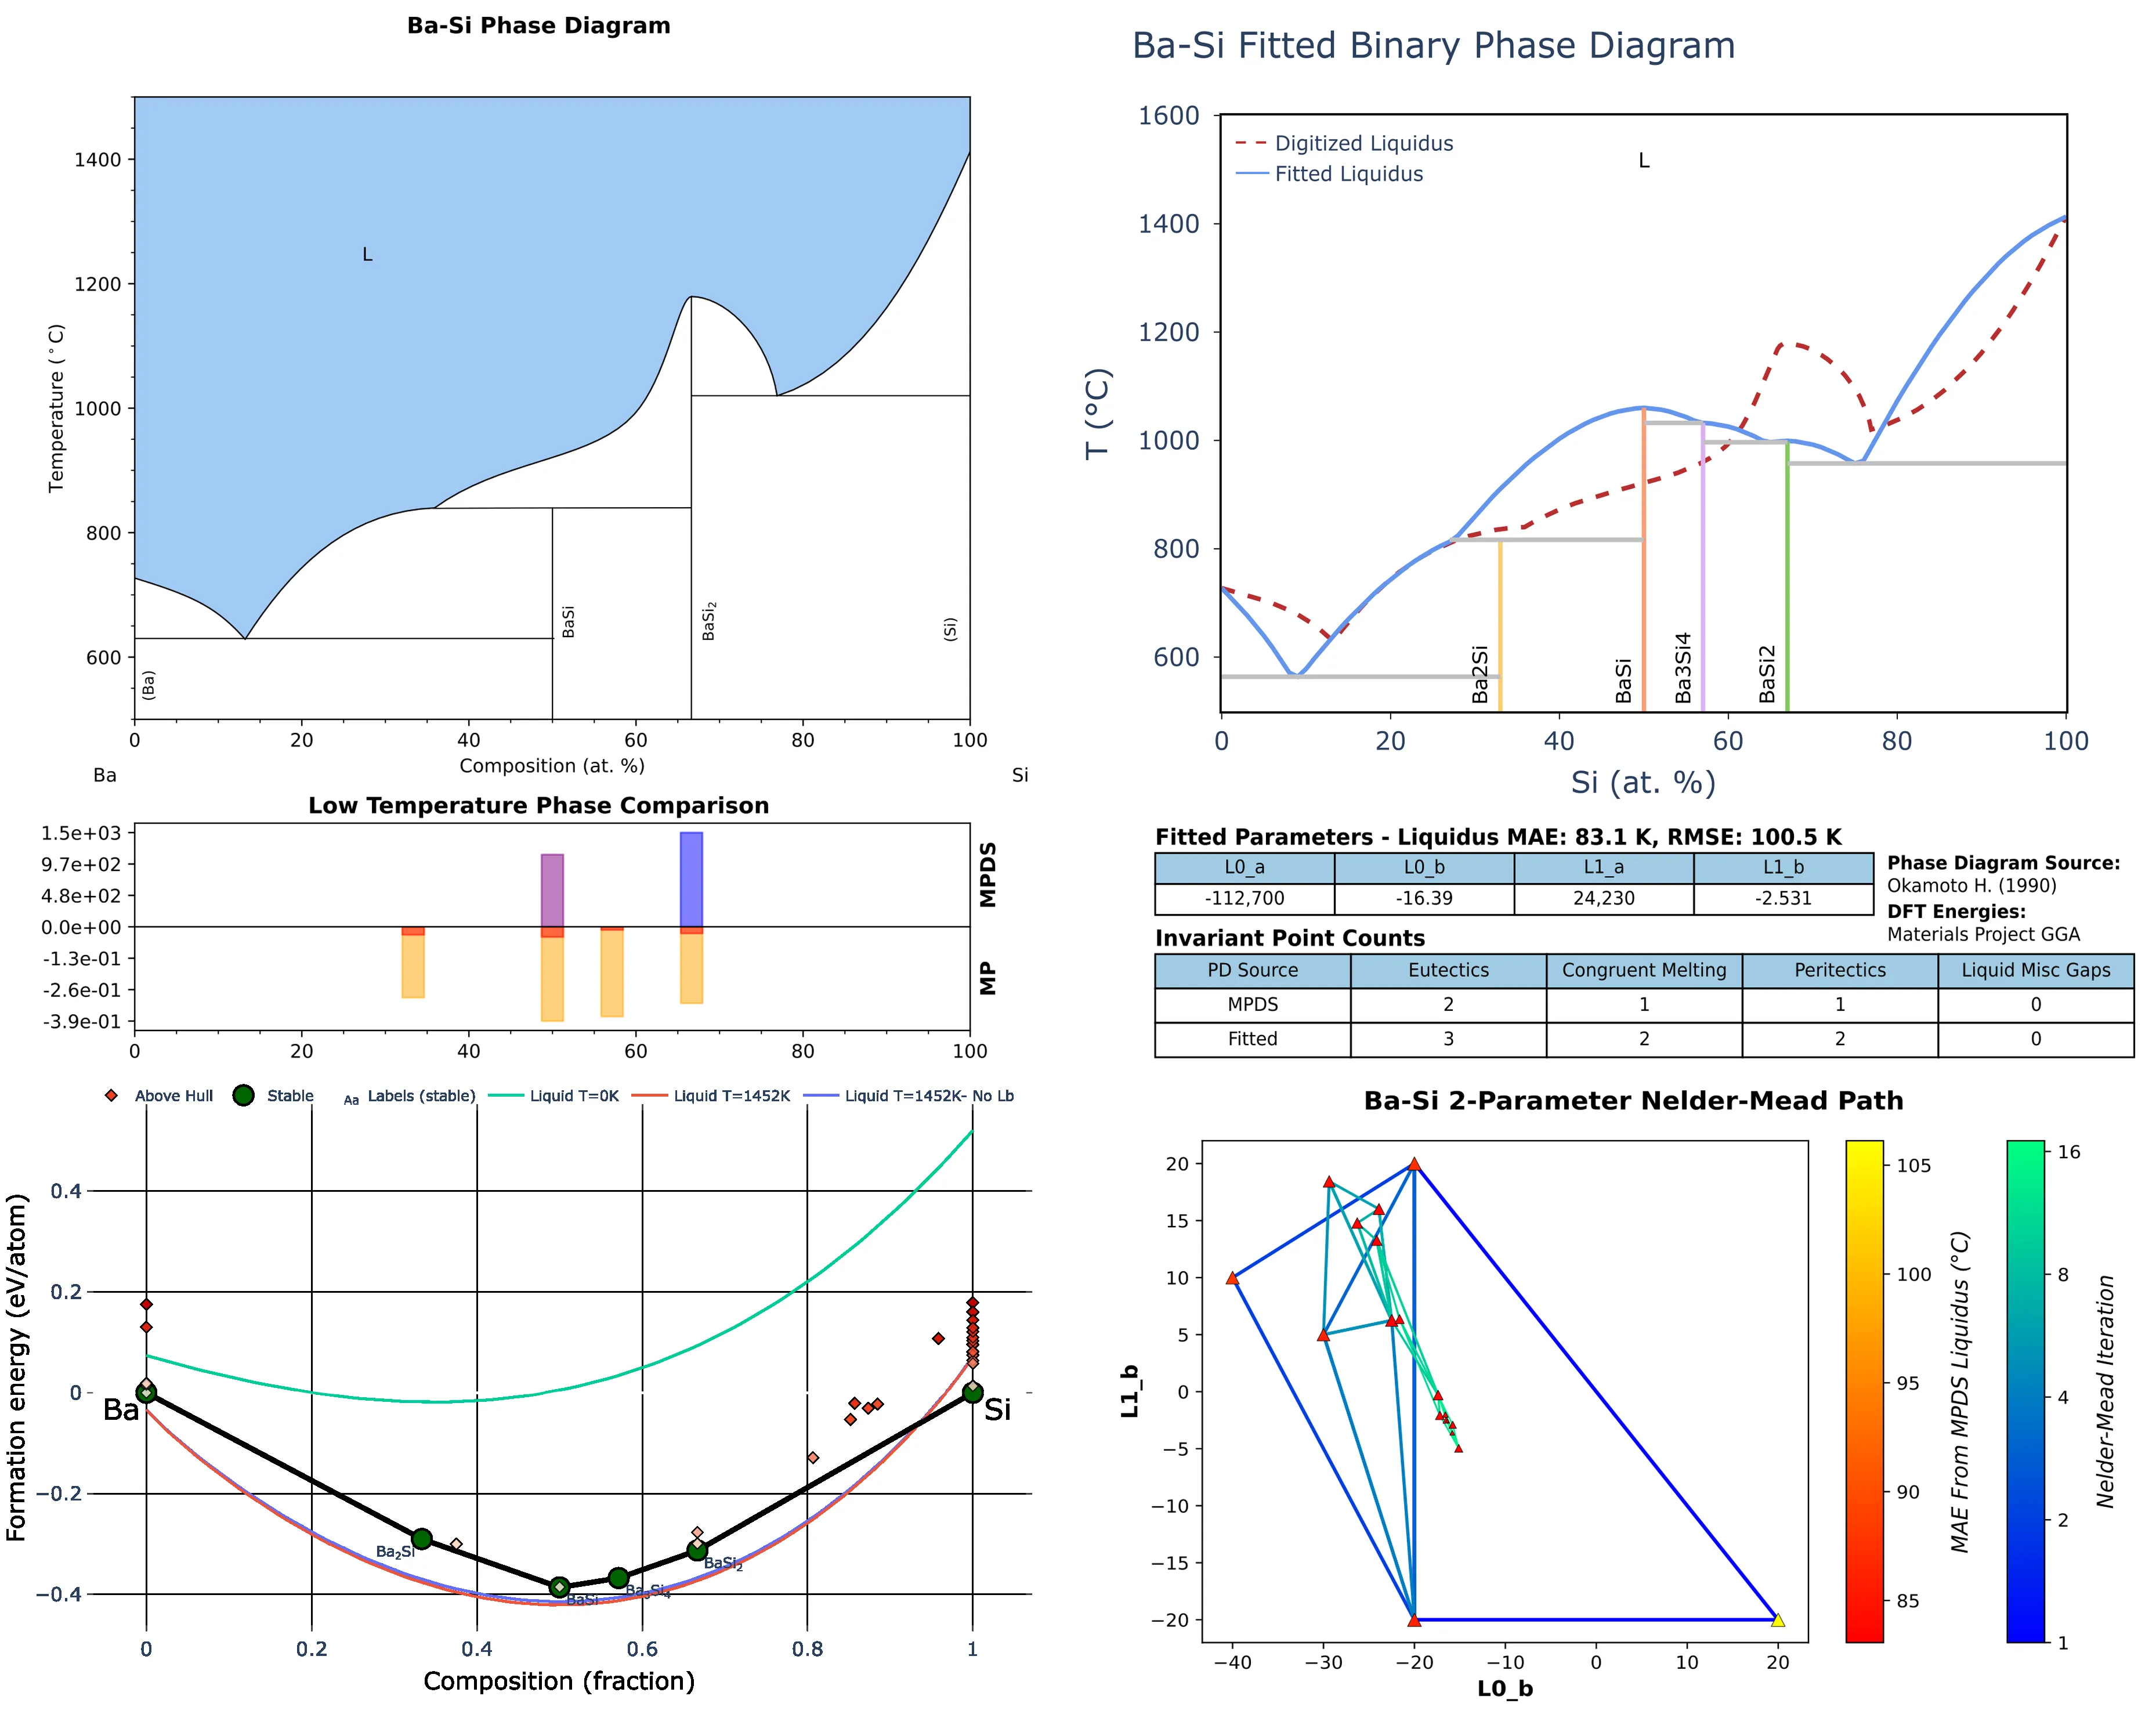 Ba-Si Phase Diagram
1400
1200
1000
800
600
Temperature (°C)
L
BaSi
BaSi₂
(Ba)
(Si)
0 20 40 60 80 100
Composition (at. %)
Ba Si
Ba-Si Fitted Binary Phase Diagram
1600
1400
1200
1000
800
600
T (°C)
Digitized Liquidus
Fitted Liquidus
L
Ba2Si
BaSi
Ba3Si4
BaSi2
0 20 40 60 80 100
Si (at. %)
Low Temperature Phase Comparison
1.5e+03
9.7e+02
4.8e+02
0.0e+00
-1.3e-01
-2.6e-01
-3.9e-01
MPDS
MP
0 20 40 60 80 100
Fitted Parameters - Liquidus MAE: 83.1 K, RMSE: 100.5 K
L0_a L0_b L1_a L1_b
-112,700 -16.39 24,230 -2.531
Phase Diagram Source:
Okamoto H. (1990)
DFT Energies:
Materials Project GGA
Invariant Point Counts
PD Source Eutectics Congruent Melting Peritectics Liquid Misc Gaps
MPDS 2 1 1 0
Fitted 3 2 2 0
Above Hull Stable Aa Labels (stable) Liquid T=0K Liquid T=1452K Liquid T=1452K- No Lb
0.4
0.2
0
−0.2
−0.4
Formation energy (eV/atom)
Ba
Si
Ba₂Si
BaSi
Ba₃Si₄
BaSi₂
0 0.2 0.4 0.6 0.8 1
Composition (fraction)
Ba-Si 2-Parameter Nelder-Mead Path
20
15
10
5
0
−5
−10
−15
−20
L1_b
−40 −30 −20 −10 0 10 20
L0_b
105
100
95
90
85
MAE From MPDS Liquidus (°C)
16
8
4
2
1
Nelder-Mead Iteration